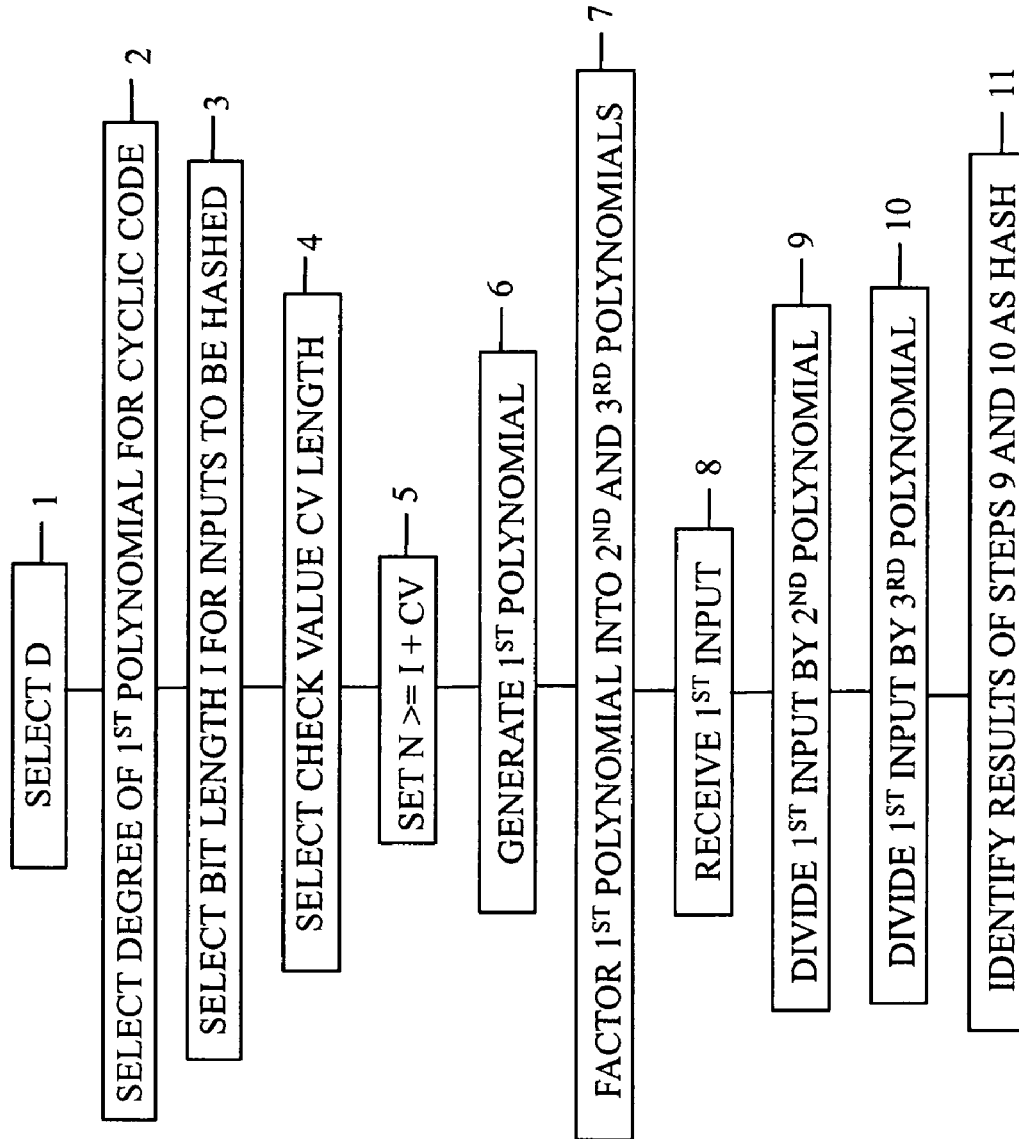 SELECT D 1
SELECT DEGREE OF 1ST POLYNOMIAL FOR CYCLIC CODE 2
SELECT BIT LENGTH I FOR INPUTS TO BE HASHED 3
SELECT CHECK VALUE CV LENGTH 4
SET N >= I + CV 5
GENERATE 1ST POLYNOMIAL 6
FACTOR 1ST POLYNOMIAL INTO 2ND AND 3RD POLYNOMIALS 7
RECEIVE 1ST INPUT 8
DIVIDE 1ST INPUT BY 2ND POLYNOMIAL 9
DIVIDE 1ST INPUT BY 3RD POLYNOMIAL 10
IDENTIFY RESULTS OF STEPS 9 AND 10 AS HASH 11